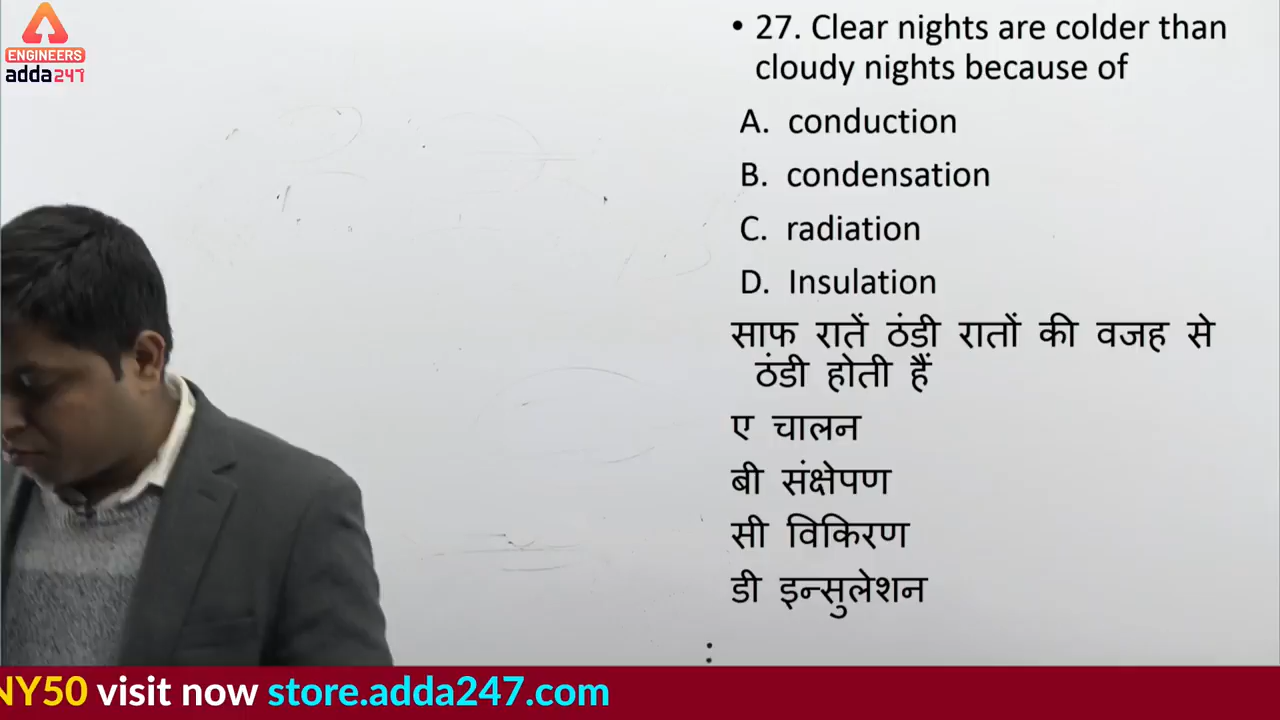 ENGINEERS
adda247
• 27. Clear nights are colder than
cloudy nights because of
A. conduction
B. condensation
C. radiation
D. Insulation
साफ रातें ठंडी रातों की वजह से
ठंडी होती हैं
ए चालन
बी संक्षेपण
सी विकिरण
डी इन्सुलेशन
NY50 visit now store.adda247.com